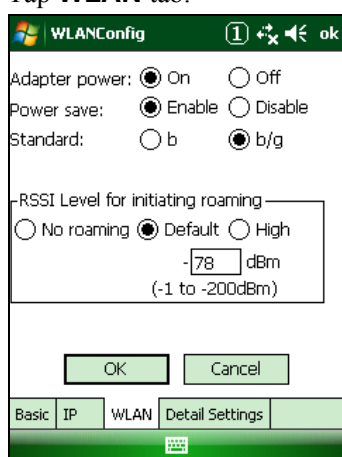 Tap WLAN tab.
WLANConfig 1 ok
Adapter power: On Off
Power save: Enable Disable
Standard: b b/g
RSSI Level for initiating roaming
No roaming Default High
-78 dBm
(-1 to -200dBm)
OK Cancel
Basic IP WLAN Detail Settings